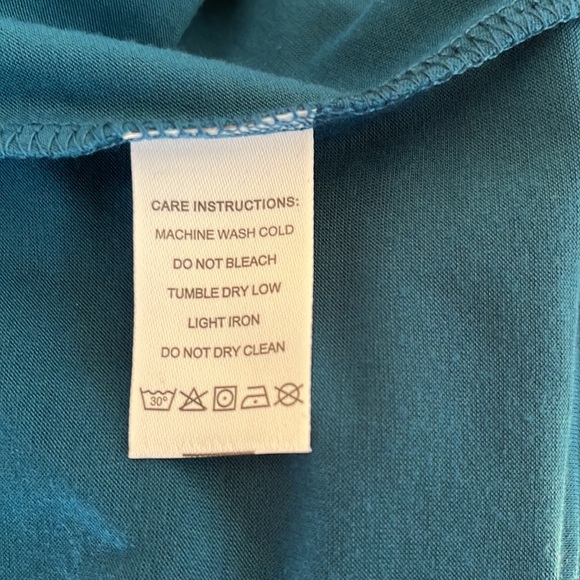 CARE INSTRUCTIONS:
MACHINE WASH COLD
DO NOT BLEACH
TUMBLE DRY LOW
LIGHT IRON
DO NOT DRY CLEAN
30°